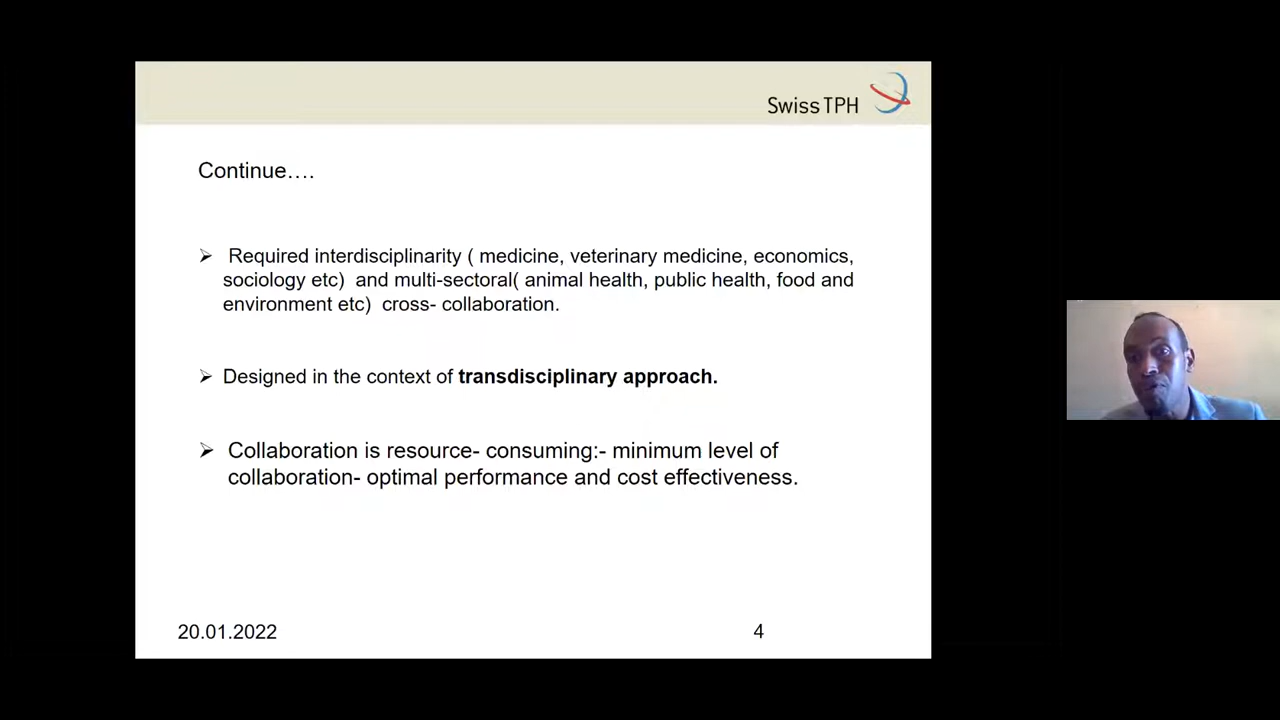 Swiss TPH
Continue….
➢ Required interdisciplinarity ( medicine, veterinary medicine, economics,
sociology etc) and multi-sectoral( animal health, public health, food and
environment etc) cross- collaboration.
➢ Designed in the context of transdisciplinary approach.
➢ Collaboration is resource- consuming:- minimum level of
collaboration- optimal performance and cost effectiveness.
20.01.2022 4